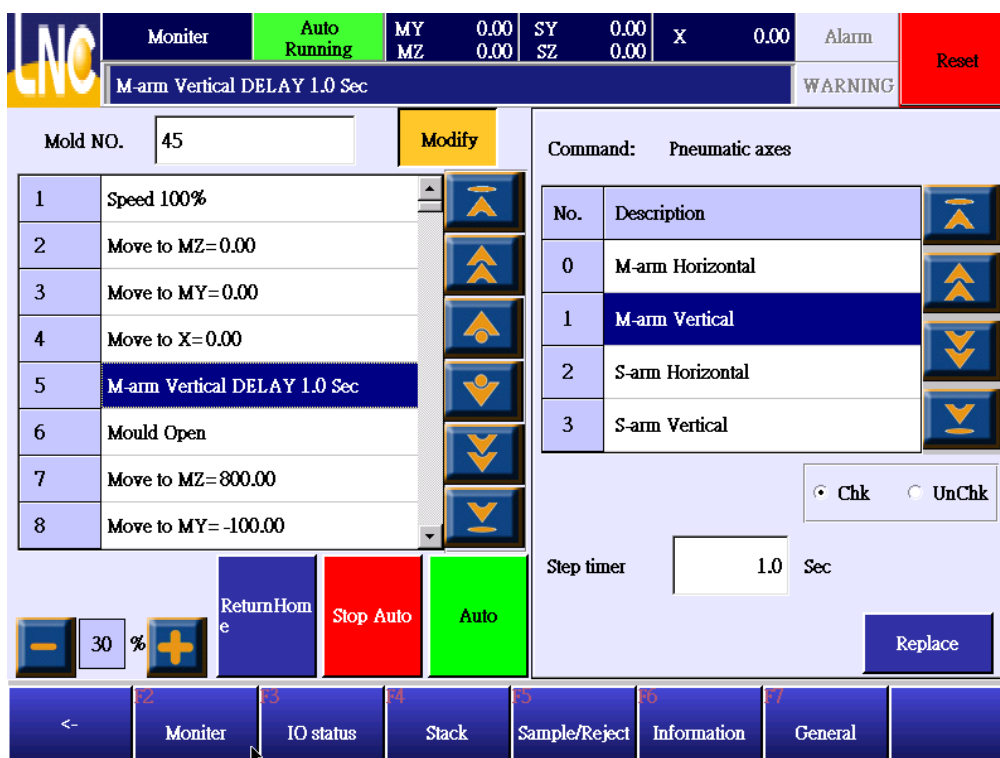 LNC
Moniter
Auto
Running
MY 0.00
MZ 0.00
SY 0.00
SZ 0.00
X 0.00
Alarm
WARNING
Reset
M-arm Vertical DELAY 1.0 Sec
Mold NO. 45
Modify
1 Speed 100%
2 Move to MZ=0.00
3 Move to MY=0.00
4 Move to X=0.00
5 M-arm Vertical DELAY 1.0 Sec
6 Mould Open
7 Move to MZ=800.00
8 Move to MY=-100.00
Command: Pneumatic axes
No. Description
0 M-arm Horizontal
1 M-arm Vertical
2 S-arm Horizontal
3 S-arm Vertical
Chk UnChk
Step timer 1.0 Sec
Replace
30 %
ReturnHom
e
Stop Auto
Auto
<-
F2 Moniter
F3 IO status
F4 Stack
F5 Sample/Reject
F6 Information
F7 General